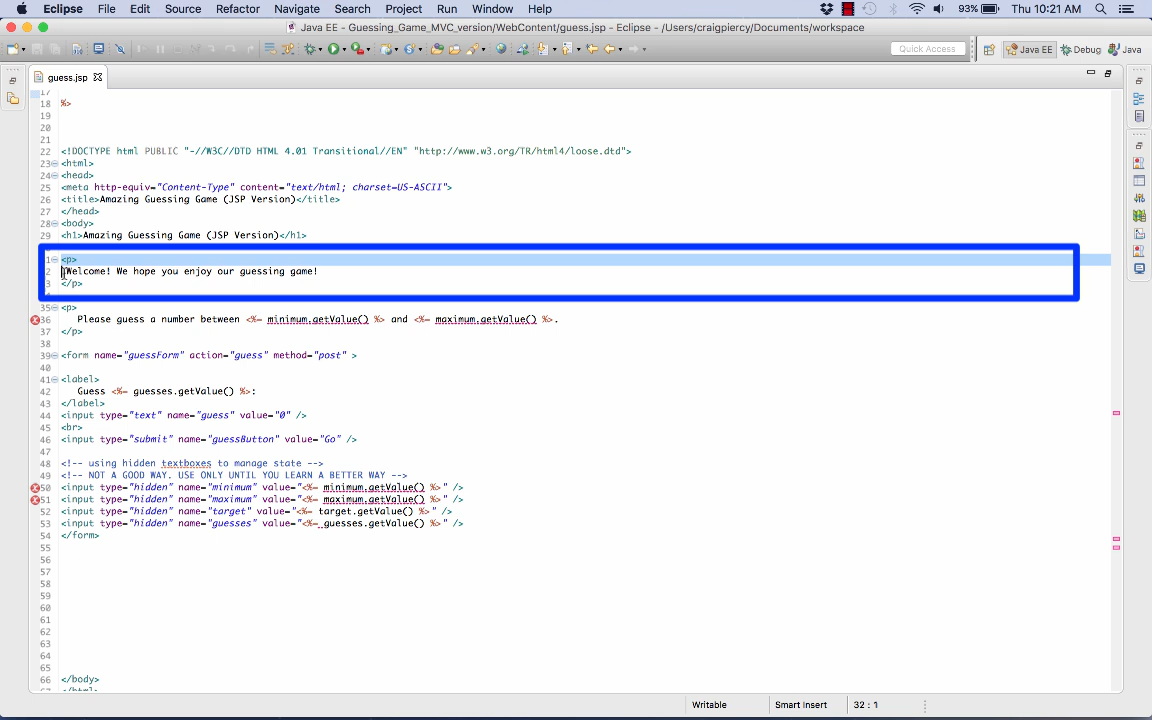 Eclipse File Edit Source Refactor Navigate Search Project Run Window Help 93% Thu 10:21 AM
Java EE - Guessing_Game_MVC_version/WebContent/guess.jsp - Eclipse - /Users/craigpiercy/Documents/workspace
Quick Access Java EE Debug Java
guess.jsp
17
18 %>
19
20
21
22 <!DOCTYPE html PUBLIC "-//W3C//DTD HTML 4.01 Transitional//EN" "http://www.w3.org/TR/html4/loose.dtd">
23 <html>
24 <head>
25 <meta http-equiv="Content-Type" content="text/html; charset=US-ASCII">
26 <title>Amazing Guessing Game (JSP Version)</title>
27 </head>
28 <body>
29 <h1>Amazing Guessing Game (JSP Version)</h1>
1 <p>
2 Welcome! We hope you enjoy our guessing game!
3 </p>
35 <p>
36 Please guess a number between <%= minimum.getValue() %> and <%= maximum.getValue() %>.
37 </p>
38
39 <form name="guessForm" action="guess" method="post" >
40
41 <label>
42 Guess <%= guesses.getValue() %>:
43 </label>
44 <input type="text" name="guess" value="0" />
45 <br>
46 <input type="submit" name="guessButton" value="Go" />
47
48 <!-- using hidden textboxes to manage state -->
49 <!-- NOT A GOOD WAY. USE ONLY UNTIL YOU LEARN A BETTER WAY -->
50 <input type="hidden" name="minimum" value="<%= minimum.getValue() %>" />
51 <input type="hidden" name="maximum" value="<%= maximum.getValue() %>" />
52 <input type="hidden" name="target" value="<%= target.getValue() %>" />
53 <input type="hidden" name="guesses" value="<%= guesses.getValue() %>" />
54 </form>
55
56
57
58
59
60
61
62
63
64
65
66 </body>
67 </html>
Writable Smart Insert 32 : 1